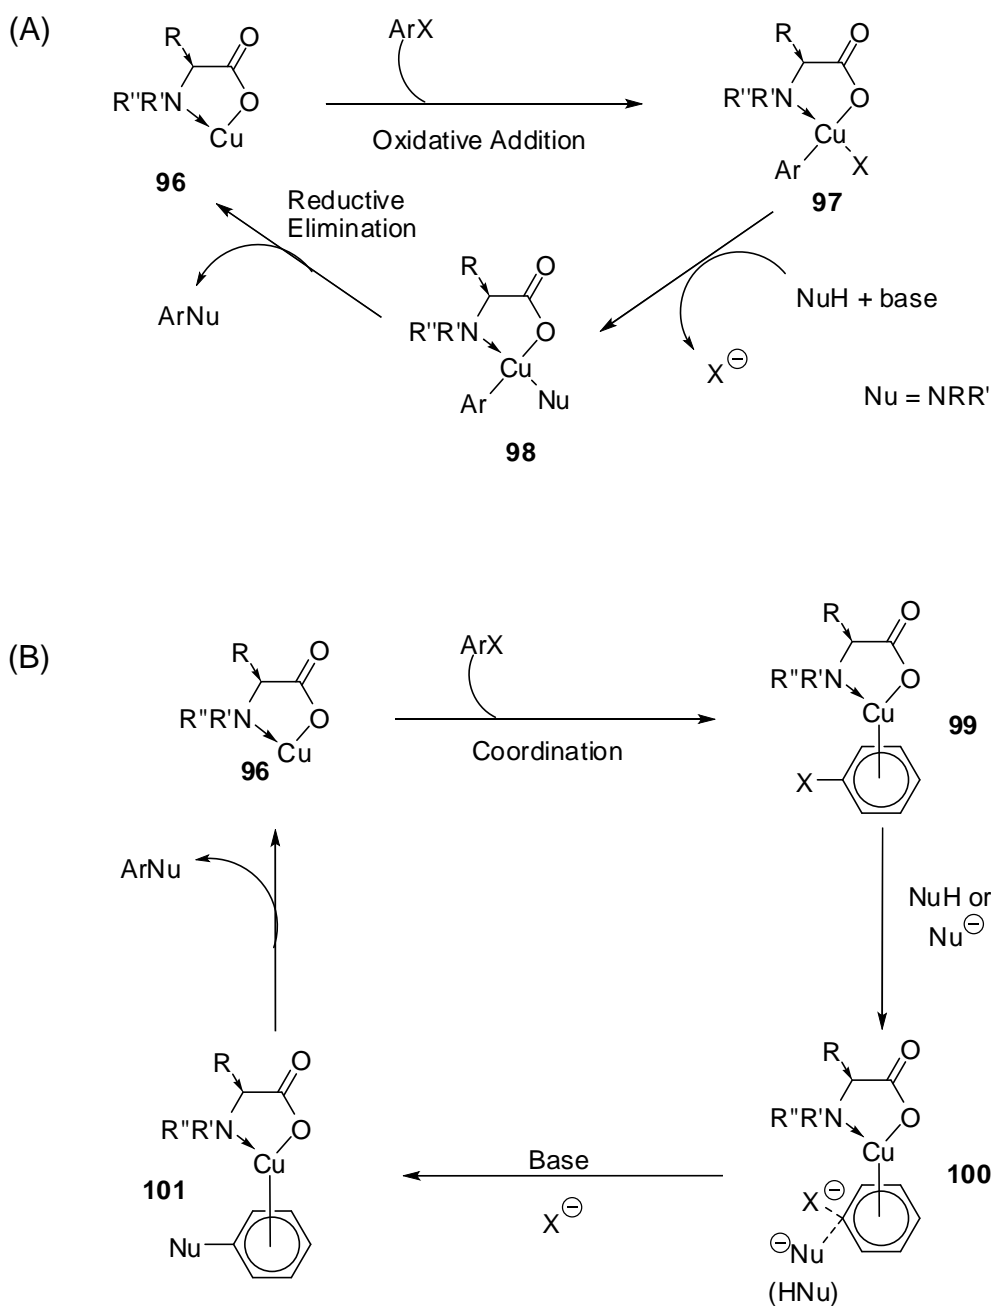 (A)
R
O
O
R''R'N
Cu
96
ArX
Oxidative Addition
R
O
O
R''R'N
Cu
Ar
X
97
Reductive
Elimination
ArNu
R
O
O
R''R'N
Cu
Ar
Nu
98
NuH + base
X⊖
Nu = NRR'
(B)
R
O
O
R''R'N
Cu
96
ArX
Coordination
R
O
O
R''R'N
Cu
X
99
NuH or
Nu⊖
R
O
O
R''R'N
Cu
X⊖
⊖Nu
(HNu)
100
Base
X⊖
R
O
O
R''R'N
Cu
Nu
101
ArNu